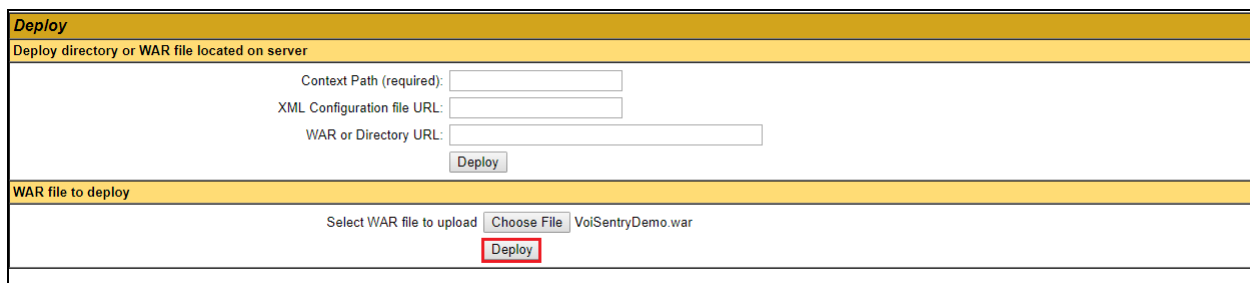 Deploy
Deploy directory or WAR file located on server
Context Path (required):
XML Configuration file URL:
WAR or Directory URL:
Deploy
WAR file to deploy
Select WAR file to upload Choose File VoiSentryDemo.war
Deploy